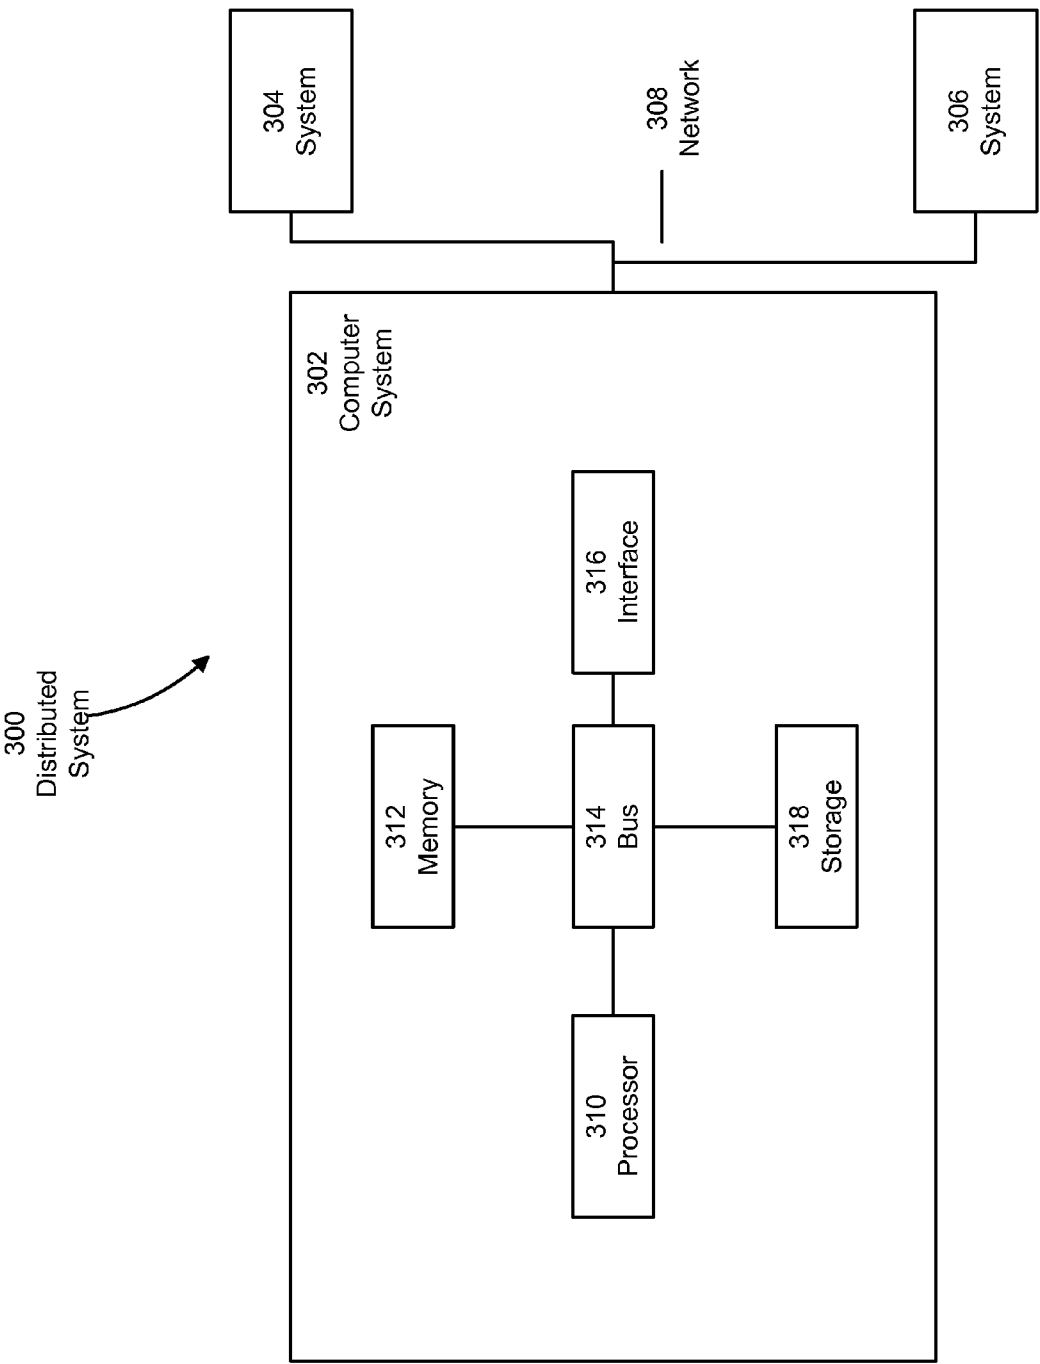 300
Distributed
System
302
Computer
System
304
System
308
Network
306
System
312
Memory
310
Processor
314
Bus
316
Interface
318
Storage